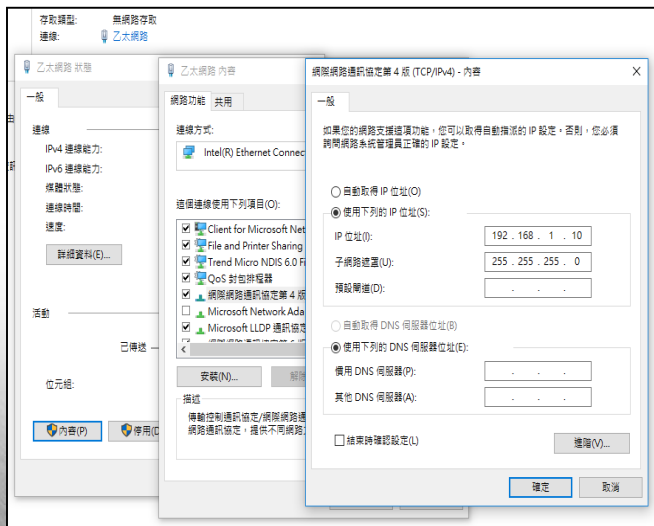 存取類型: 無網路存取
連線: 乙太網路
乙太網路 狀態
一般
連線
IPv4 連線能力:
IPv6 連線能力:
媒體狀態:
連線時間:
速度:
詳細資料(E)...
活動
已傳送
位元組:
內容(P)
停用(D
乙太網路 內容
網路功能 共用
連線方式:
Intel(R) Ethernet Connec
這個連線使用下列項目(O):
Client for Microsoft Net
File and Printer Sharing
Trend Micro NDIS 6.0 Fi
QoS 封包排程器
網際網路通訊協定第 4 版
Microsoft Network Ada
Microsoft LLDP 通訊協定
安裝(N)...
解除
描述
傳輸控制通訊協定/網際網路通
網路通訊協定，提供不同網路
網際網路通訊協定第 4 版 (TCP/IPv4) - 內容
一般
如果您的網路支援這項功能，您可以取得自動指派的 IP 設定。否則，您必須
詢問網路系統管理員正確的 IP 設定。
自動取得 IP 位址(O)
使用下列的 IP 位址(S):
IP 位址(I): 192 . 168 . 1 . 10
子網路遮罩(U): 255 . 255 . 255 . 0
預設閘道(D): . . .
自動取得 DNS 伺服器位址(B)
使用下列的 DNS 伺服器位址(E):
慣用 DNS 伺服器(P): . . .
其他 DNS 伺服器(A): . . .
結束時確認設定(L)
進階(V)...
確定
取消